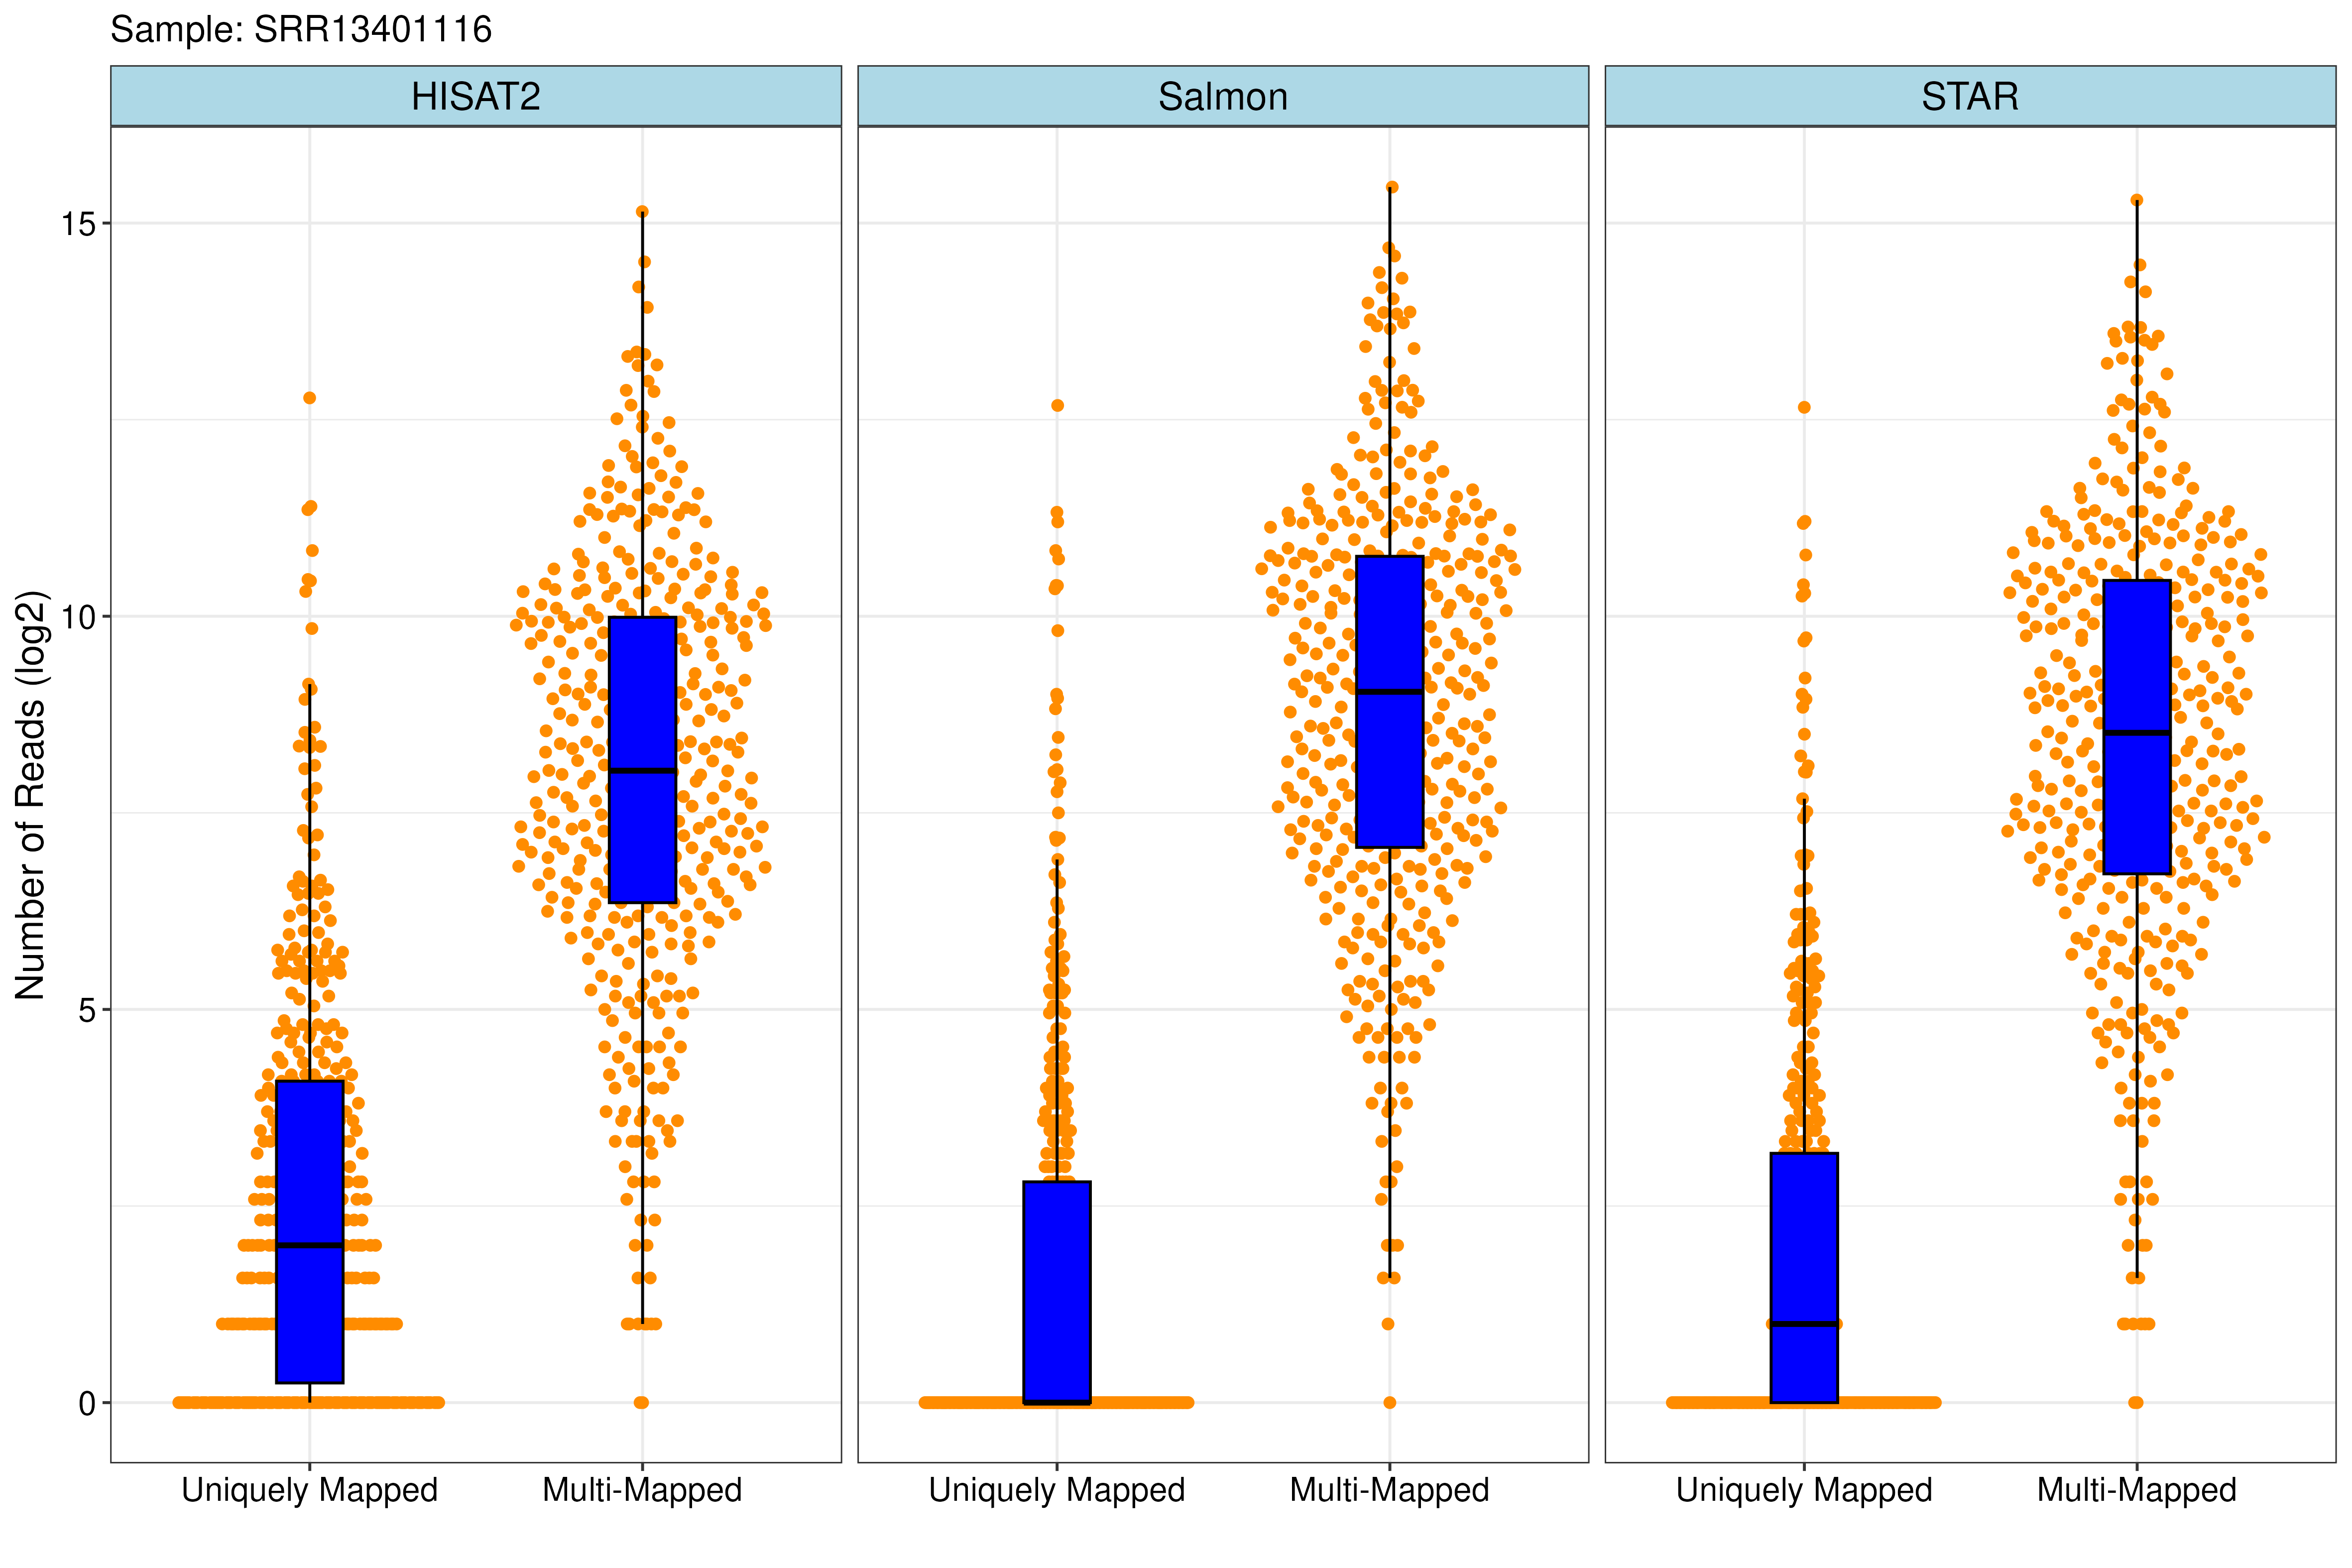 Sample: SRR13401116
HISAT2 Salmon STAR
Number of Reads (log2)
15
10
5
0
Uniquely Mapped Multi-Mapped Uniquely Mapped Multi-Mapped Uniquely Mapped Multi-Mapped